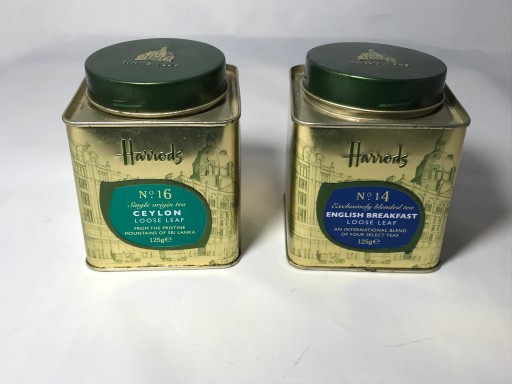 Harrods
No 16
Single origin tea
CEYLON
LOOSE LEAF
FROM THE PRISTINE
MOUNTAINS OF SRI LANKA
125g℮
Harrods
No 14
Exclusively blended tea
ENGLISH BREAKFAST
LOOSE LEAF
AN INTERNATIONAL BLEND
OF FOUR SELECT TEAS
125g℮